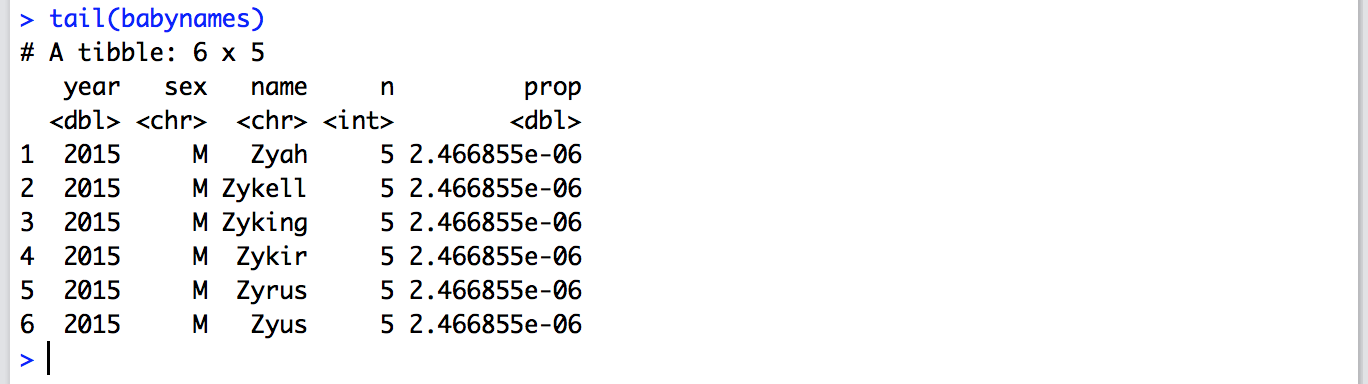 > tail(babynames)
# A tibble: 6 x 5
   year   sex   name     n         prop
  <dbl> <chr>  <chr> <int>        <dbl>
1  2015     M   Zyah     5 2.466855e-06
2  2015     M Zykell     5 2.466855e-06
3  2015     M Zyking     5 2.466855e-06
4  2015     M  Zykir     5 2.466855e-06
5  2015     M  Zyrus     5 2.466855e-06
6  2015     M   Zyus     5 2.466855e-06
>